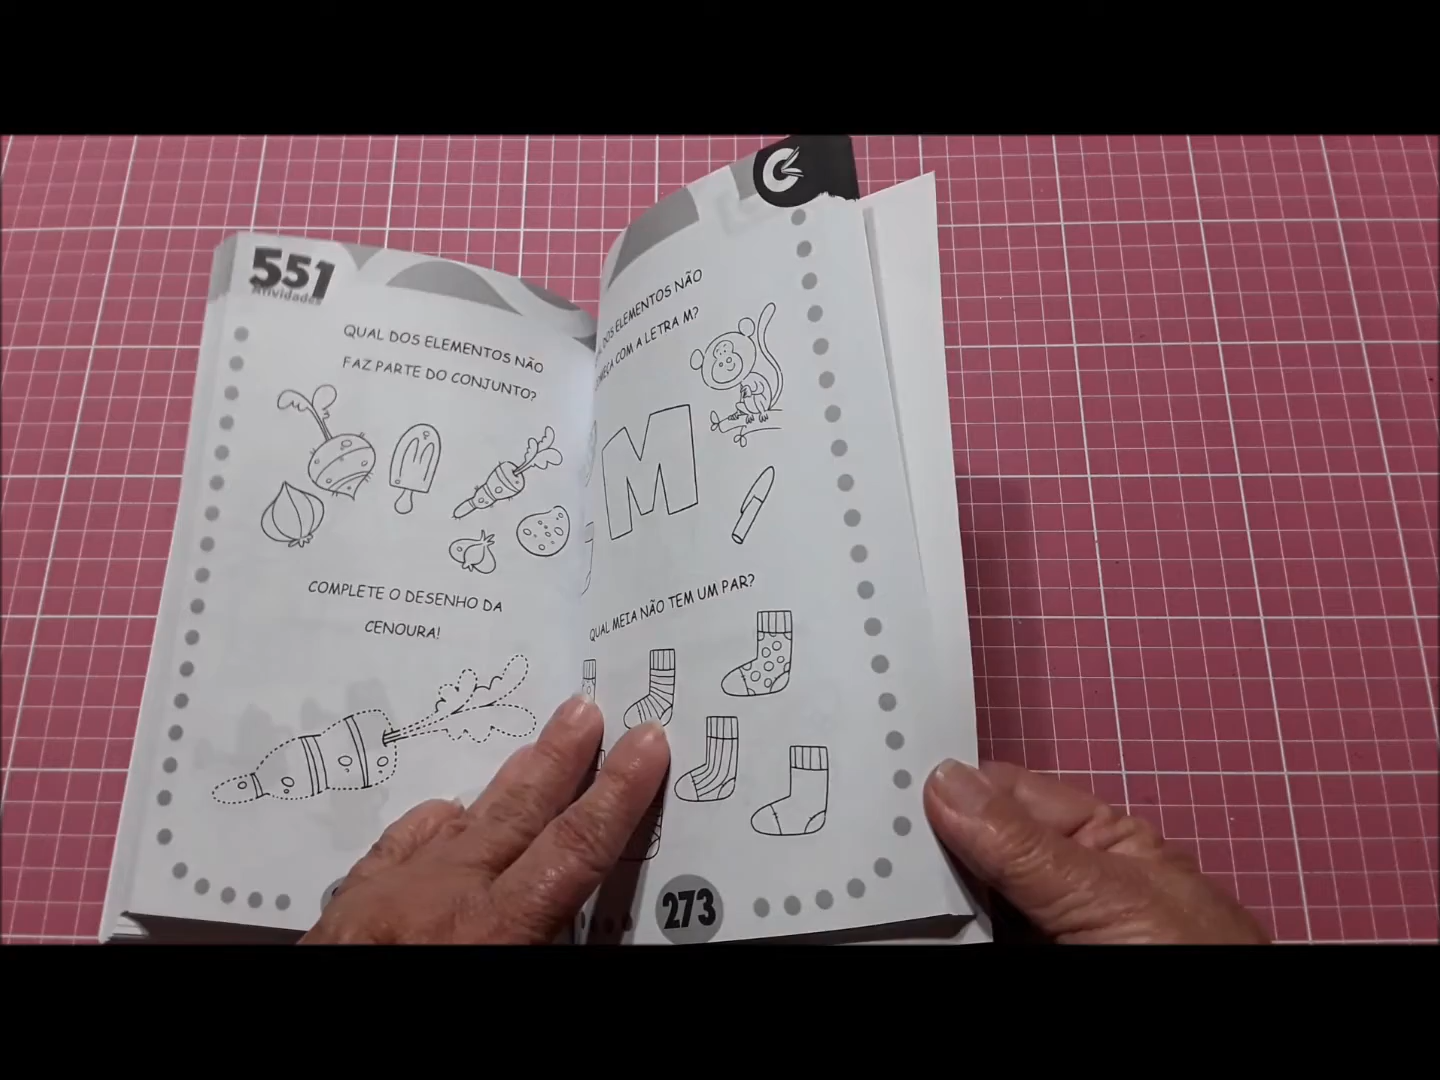 551
Atividades
QUAL DOS ELEMENTOS NÃO
FAZ PARTE DO CONJUNTO?
COMPLETE O DESENHO DA
CENOURA!
DOS ELEMENTOS NÃO
COM A LETRA M?
M
QUAL MEIA NÃO TEM UM PAR?
273